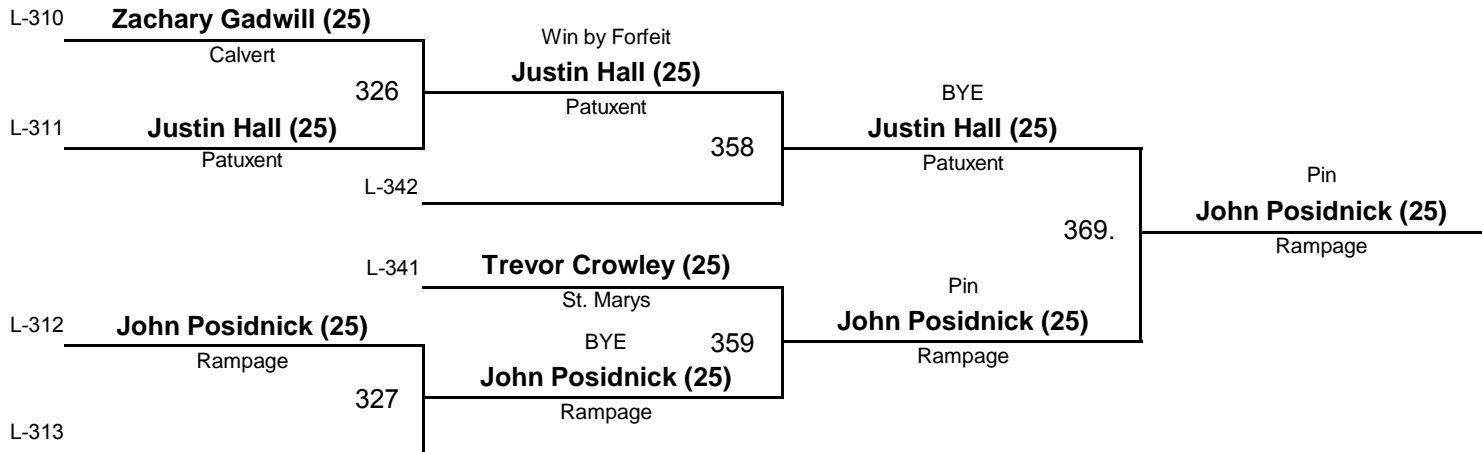 L-310
Zachary Gadwill (25)
Calvert
326
L-311
Justin Hall (25)
Patuxent
Win by Forfeit
Justin Hall (25)
Patuxent
358
L-342
BYE
Justin Hall (25)
Patuxent
369.
Pin
John Posidnick (25)
Rampage
L-341
Trevor Crowley (25)
St. Marys
359
Pin
John Posidnick (25)
Rampage
L-312
John Posidnick (25)
Rampage
BYE
John Posidnick (25)
Rampage
327
L-313